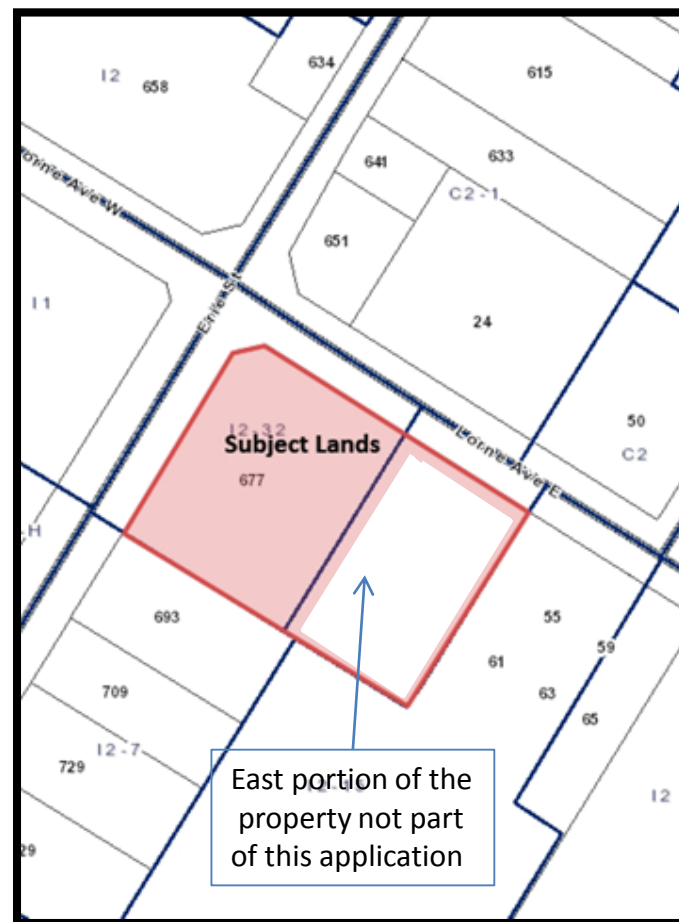 634
I2
658
615
633
641
C2-1
651
orne Ave W
I1
Erie St
24
50
C2
I2-32
Subject Lands
677
Lorne Ave E
-H
693
55
59
61
63
65
709
I2-7
729
I2
29
East portion of the
property not part
of this application